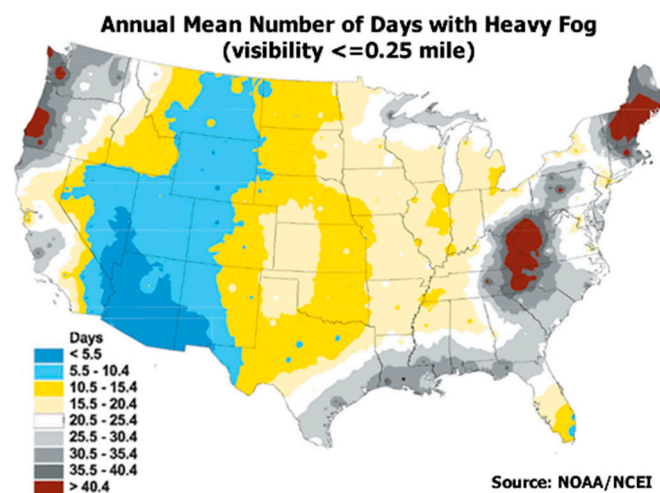 Annual Mean Number of Days with Heavy Fog
(visibility <=0.25 mile)
Days
< 5.5
5.5 - 10.4
10.5 - 15.4
15.5 - 20.4
20.5 - 25.4
25.5 - 30.4
30.5 - 35.4
35.5 - 40.4
> 40.4
Source: NOAA/NCEI